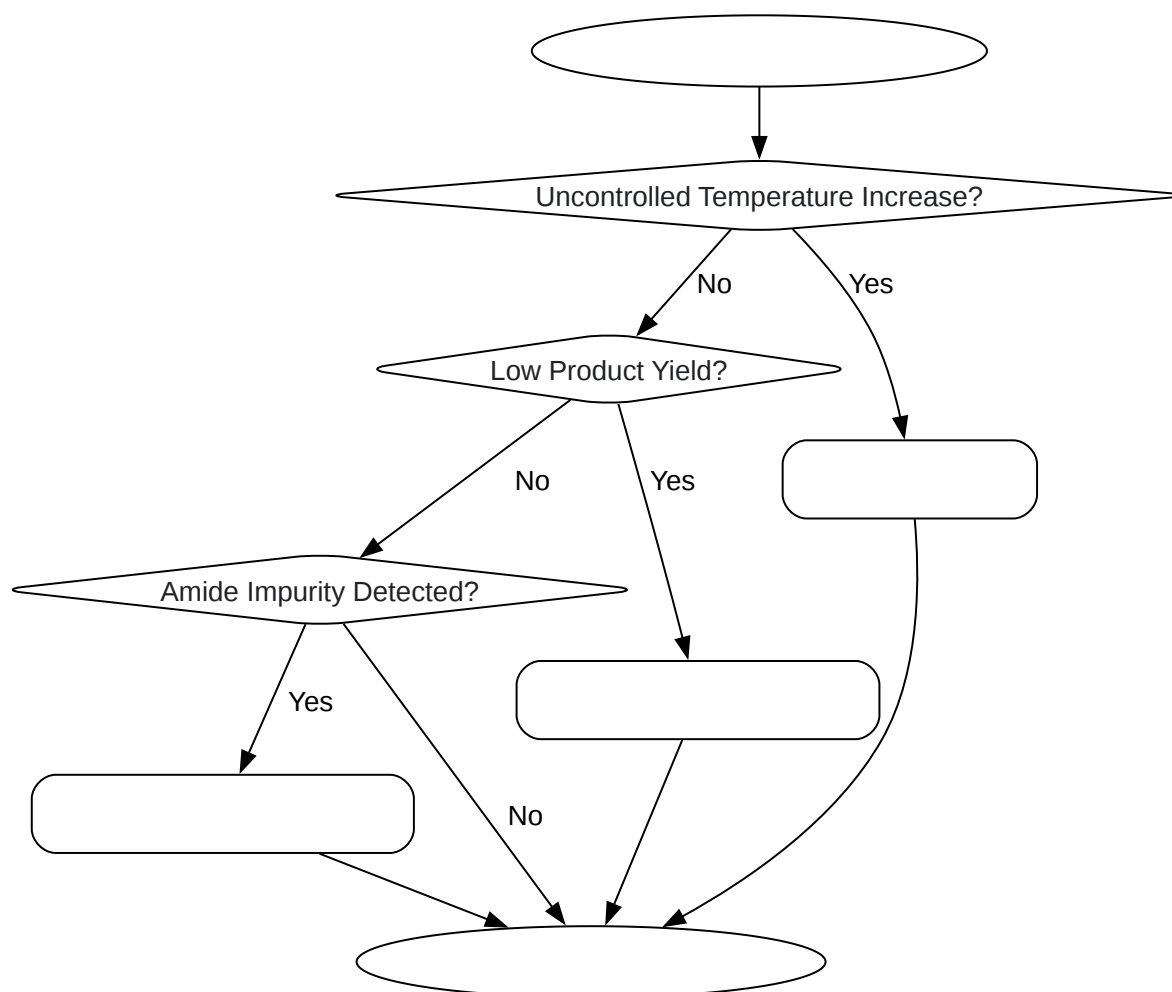 Uncontrolled Temperature Increase?
No
Yes
Low Product Yield?
No
Yes
Amide Impurity Detected?
Yes
No